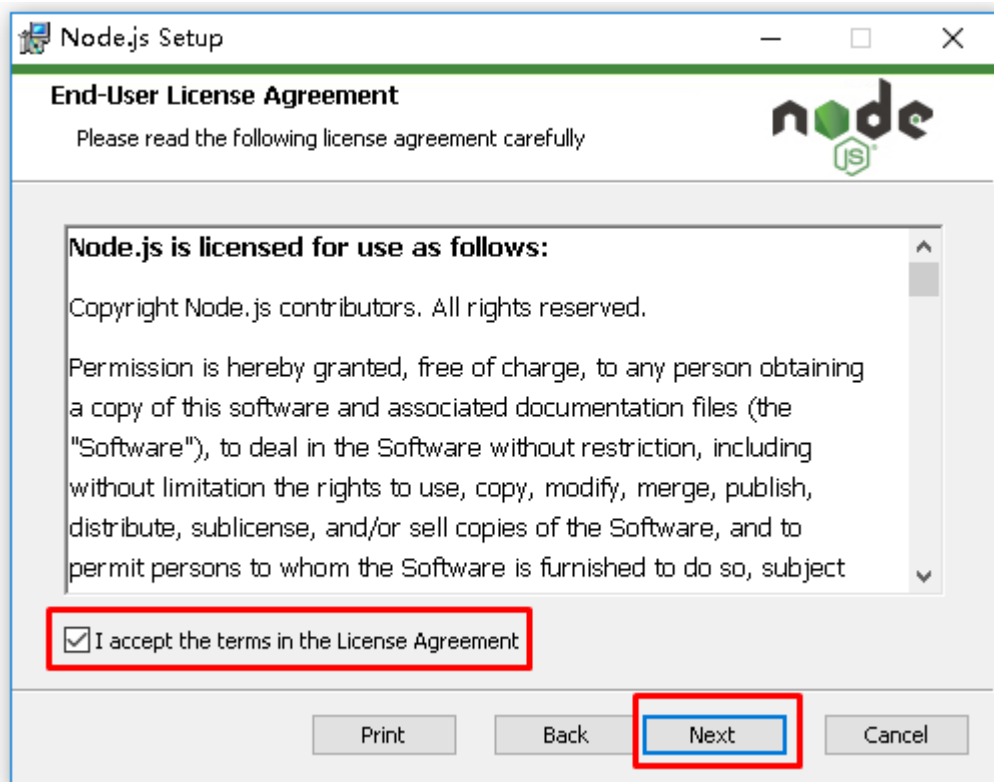 Node.js Setup
End-User License Agreement
Please read the following license agreement carefully
node
JS
Node.js is licensed for use as follows:
Copyright Node.js contributors. All rights reserved.
Permission is hereby granted, free of charge, to any person obtaining
a copy of this software and associated documentation files (the
"Software"), to deal in the Software without restriction, including
without limitation the rights to use, copy, modify, merge, publish,
distribute, sublicense, and/or sell copies of the Software, and to
permit persons to whom the Software is furnished to do so, subject
I accept the terms in the License Agreement
Print Back Next Cancel